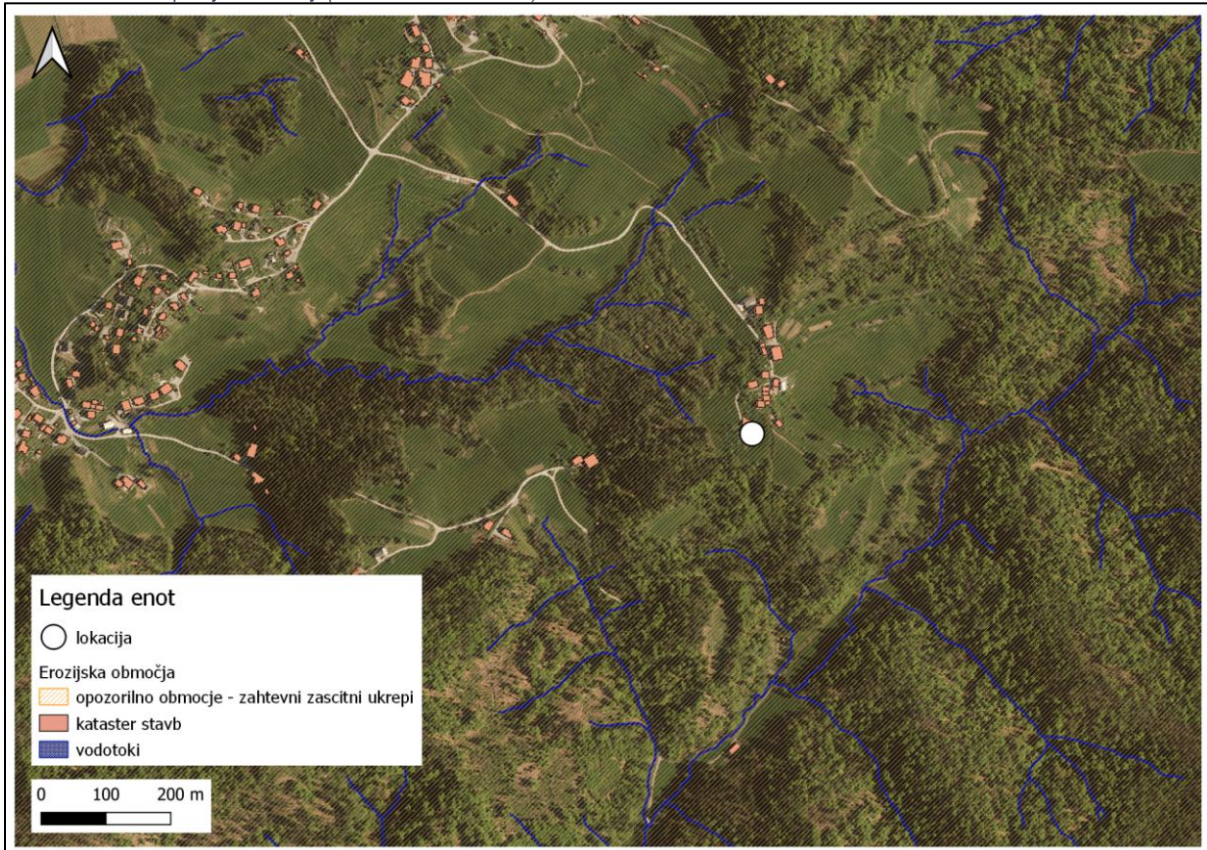 Legenda enot
lokacija
Erozijska območja
opozorilno obmocje - zahtevni zascitni ukrepi
kataster stavb
vodotoki
0 100 200 m